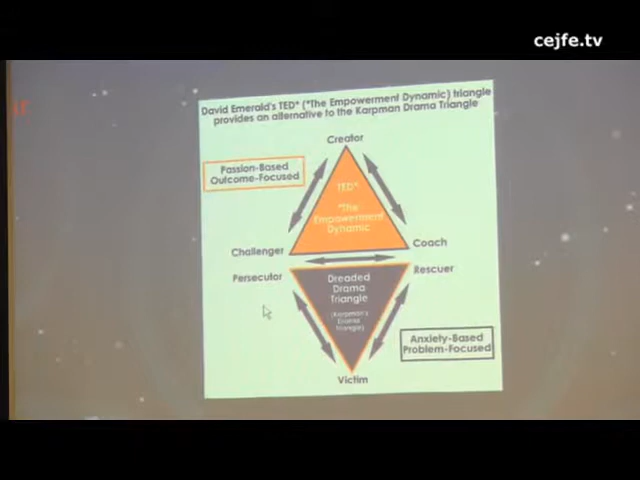 cejfe.tv
David Emerald's TED* (*The Empowerment Dynamic) triangle
provides an alternative to the Karpman Drama Triangle
Creator
Passion-Based
Outcome-Focused
TED*
*The
Empowerment
Dynamic
Challenger
Coach
Persecutor
Rescuer
Dreaded
Drama
Triangle
(Karpman's
Drama
Triangle)
Anxiety-Based
Problem-Focused
Victim